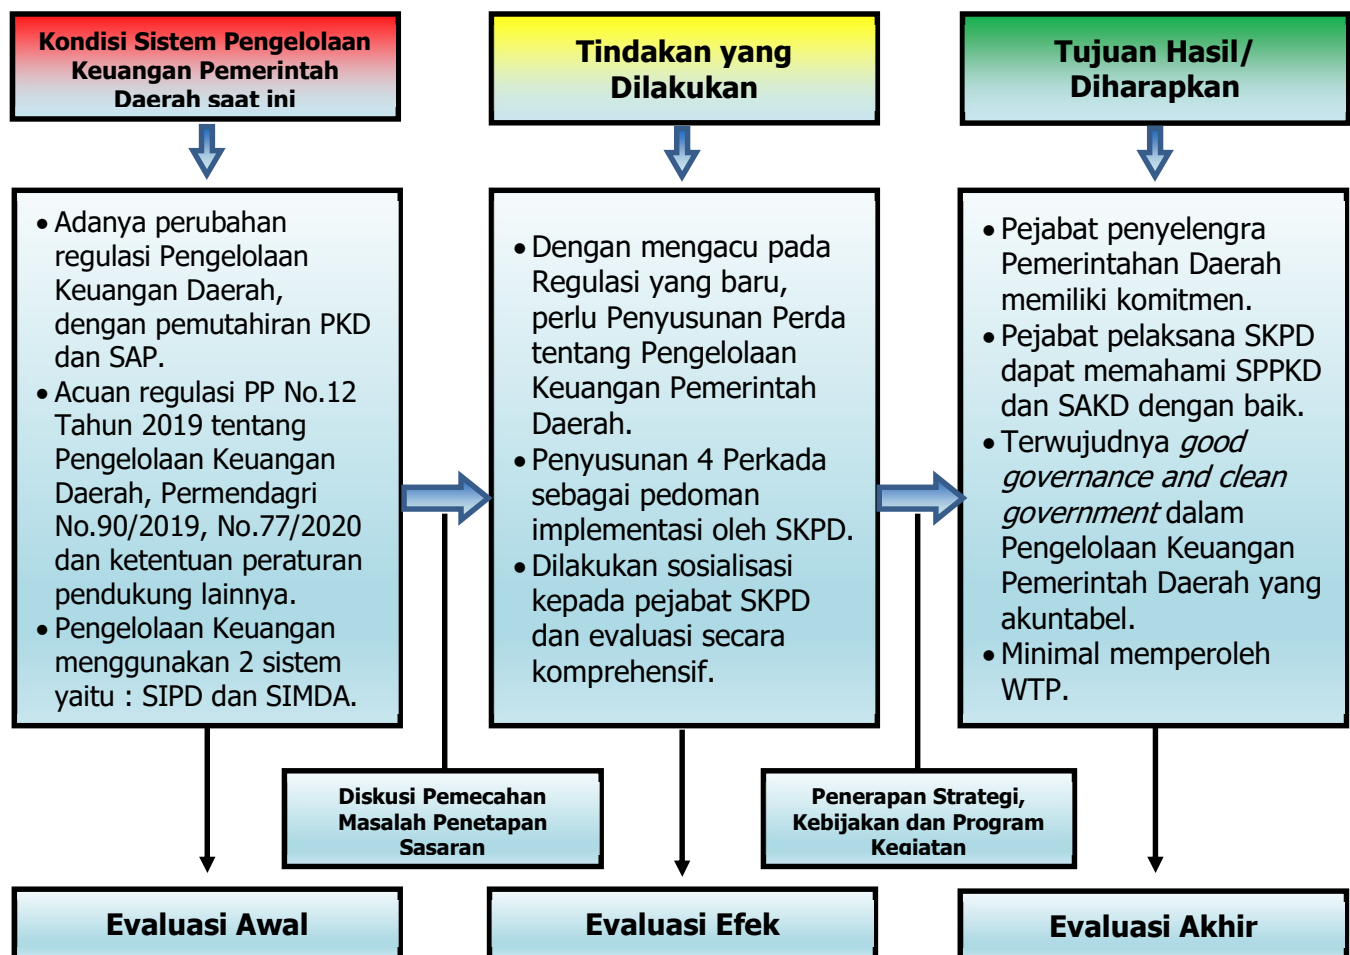 Kondisi Sistem Pengelolaan
Keuangan Pemerintah
Daerah saat ini
Tindakan yang
Dilakukan
Tujuan Hasil/
Diharapkan
• Adanya perubahan
regulasi Pengelolaan
Keuangan Daerah,
dengan pemutahiran PKD
dan SAP.
• Acuan regulasi PP No.12
Tahun 2019 tentang
Pengelolaan Keuangan
Daerah, Permendagri
No.90/2019, No.77/2020
dan ketentuan peraturan
pendukung lainnya.
• Pengelolaan Keuangan
menggunakan 2 sistem
yaitu : SIPD dan SIMDA.
• Dengan mengacu pada
Regulasi yang baru,
perlu Penyusunan Perda
tentang Pengelolaan
Keuangan Pemerintah
Daerah.
• Penyusunan 4 Perkada
sebagai pedoman
implementasi oleh SKPD.
• Dilakukan sosialisasi
kepada pejabat SKPD
dan evaluasi secara
komprehensif.
• Pejabat penyelengra
Pemerintahan Daerah
memiliki komitmen.
• Pejabat pelaksana SKPD
dapat memahami SPPKD
dan SAKD dengan baik.
• Terwujudnya good
governance and clean
government dalam
Pengelolaan Keuangan
Pemerintah Daerah yang
akuntabel.
• Minimal memperoleh
WTP.
Diskusi Pemecahan
Masalah Penetapan
Sasaran
Penerapan Strategi,
Kebijakan dan Program
Kegiatan
Evaluasi Awal
Evaluasi Efek
Evaluasi Akhir